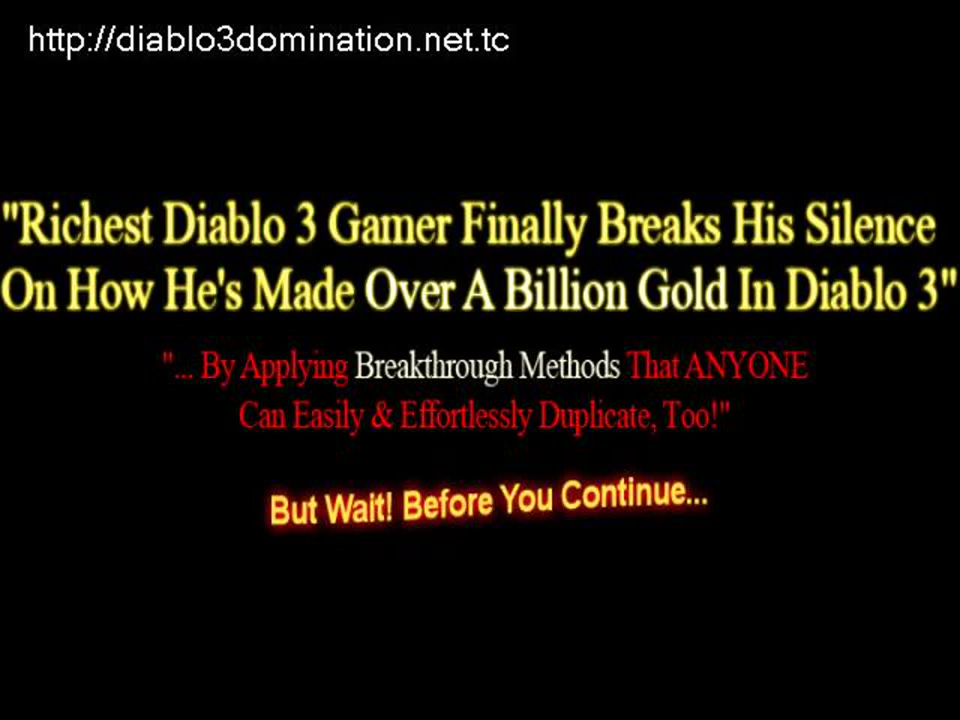 http://diablo3domination.net.tc
"Richest Diablo 3 Gamer Finally Breaks His Silence
On How He's Made Over A Billion Gold In Diablo 3"
"... By Applying Breakthrough Methods That ANYONE
Can Easily & Effortlessly Duplicate, Too!"
But Wait! Before You Continue...